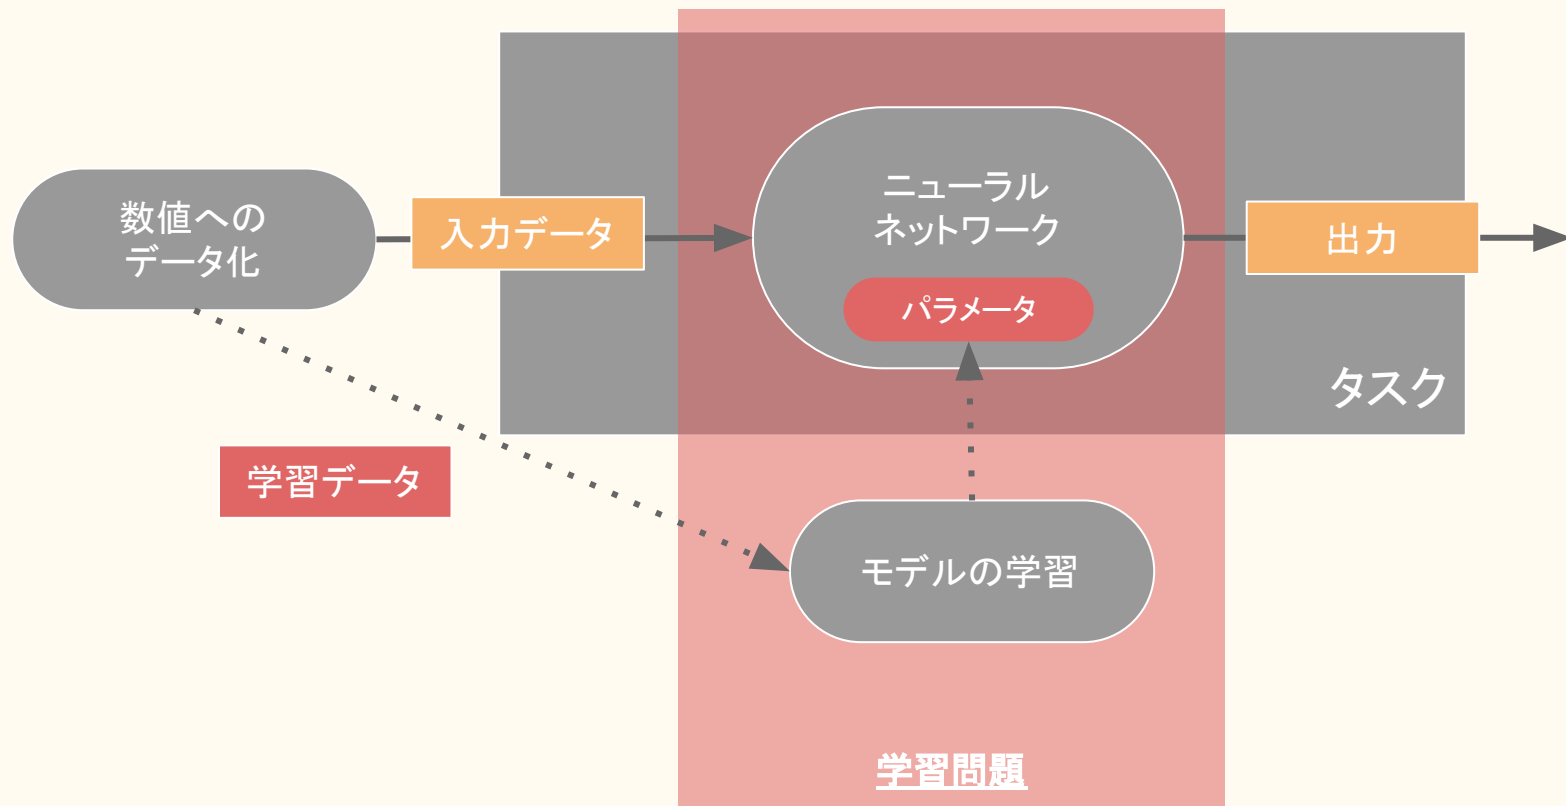 数値への
データ化
入力データ
ニューラル
ネットワーク
パラメータ
出力
タスク
学習データ
モデルの学習
学習問題